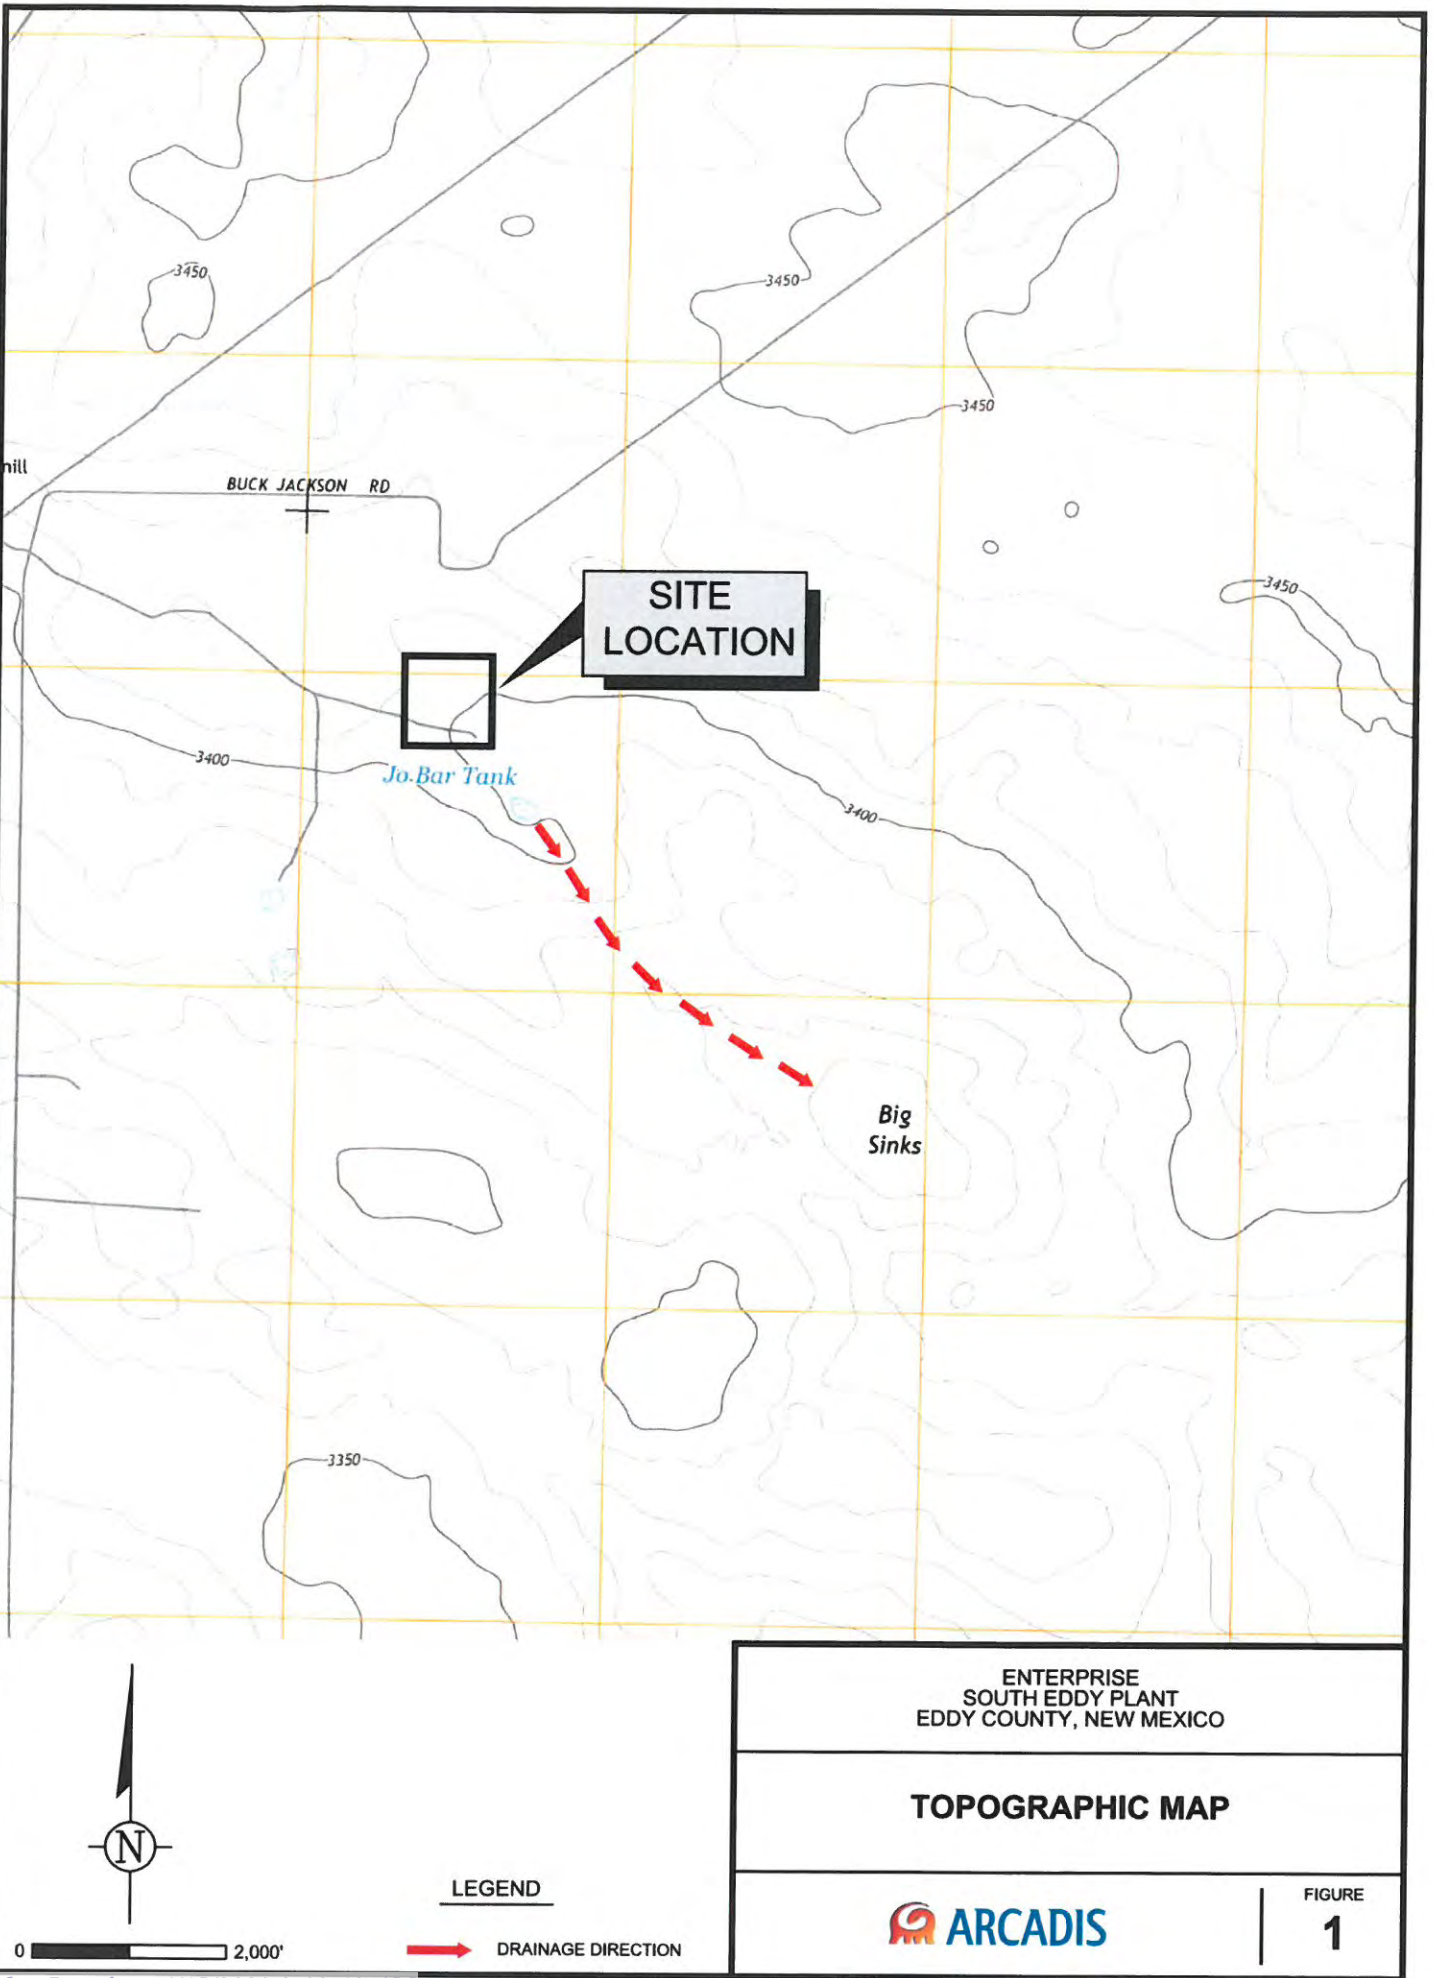 3450
3450
3450
nill
BUCK JACKSON RD
3450
SITE
LOCATION
3400
Jo Bar Tank
3400
Big
Sinks
3350
N
0 2,000'
LEGEND
DRAINAGE DIRECTION
ENTERPRISE
SOUTH EDDY PLANT
EDDY COUNTY, NEW MEXICO
TOPOGRAPHIC MAP
ARCADIS
FIGURE
1